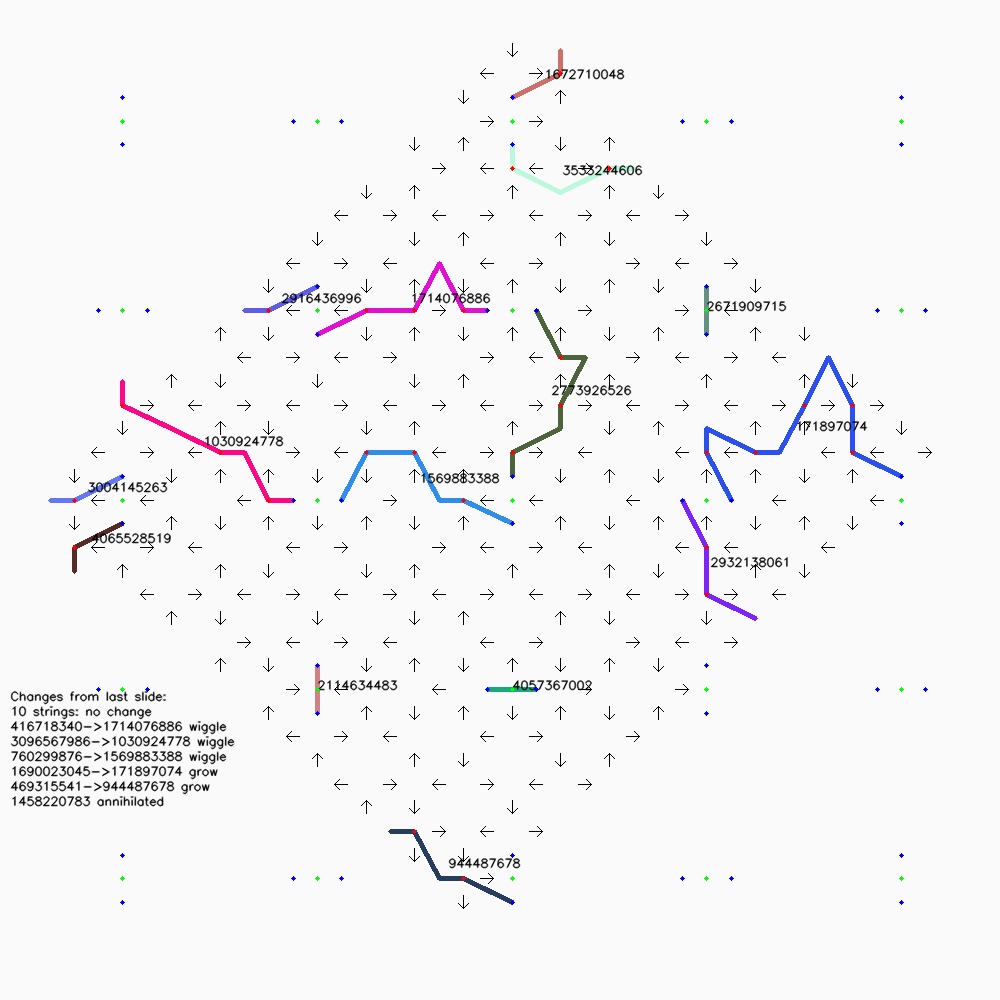 1672710048
3533244606
2916436996
1714076886
2671909715
2773926526
171897074
1030924778
1569883388
3004145263
4065528519
2932138061
2114634483
4057367002
Changes from last slide:
10 strings: no change
416718340->1714076886 wiggle
3096567986->1030924778 wiggle
760299876->1569883388 wiggle
1690023045->171897074 grow
469315541->944487678 grow
1458220783 annihilated
944487678